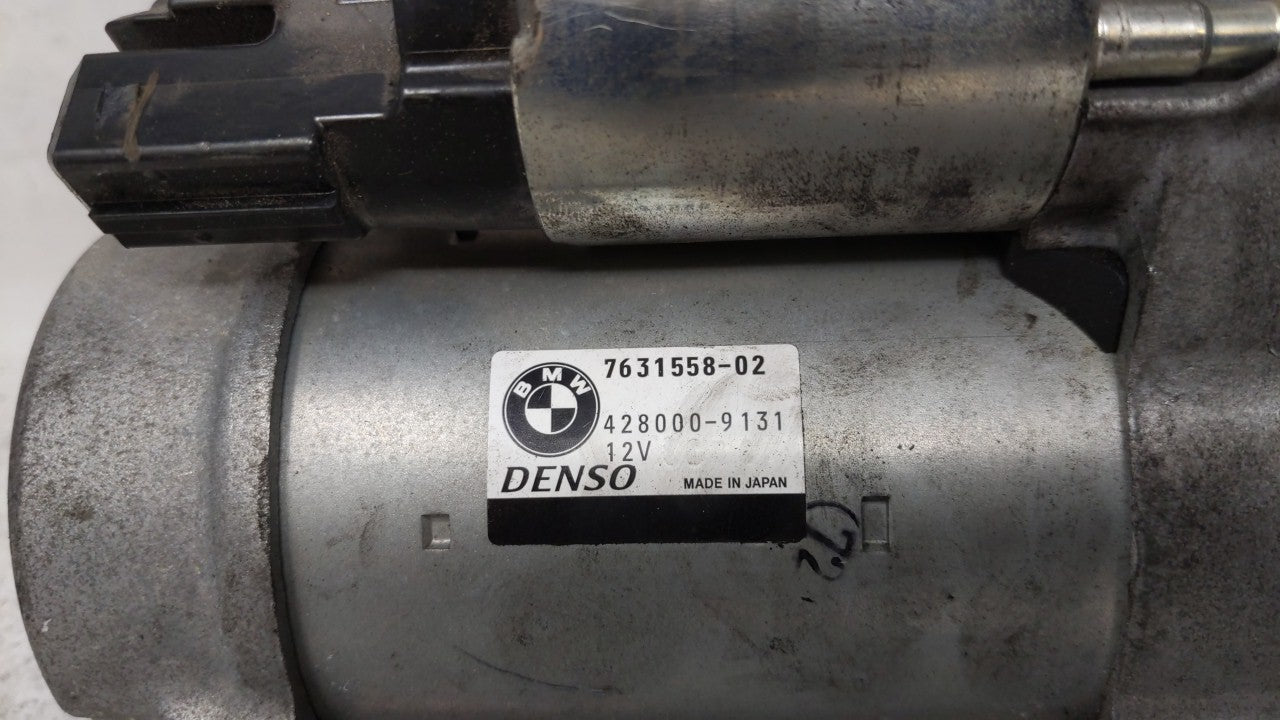 BMW
7631558-02
428000-9131
12V
DENSO
MADE IN JAPAN